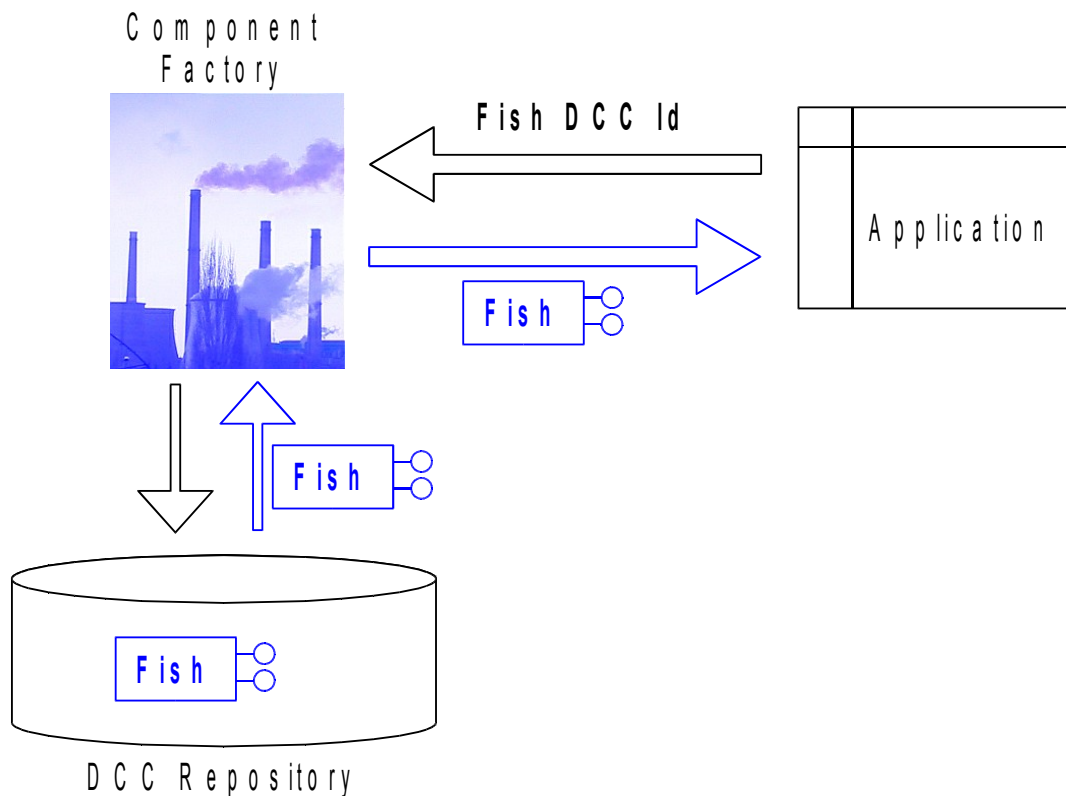 Component
Factory
Fish DCC Id
Application
Fish
Fish
Fish
DCC Repository